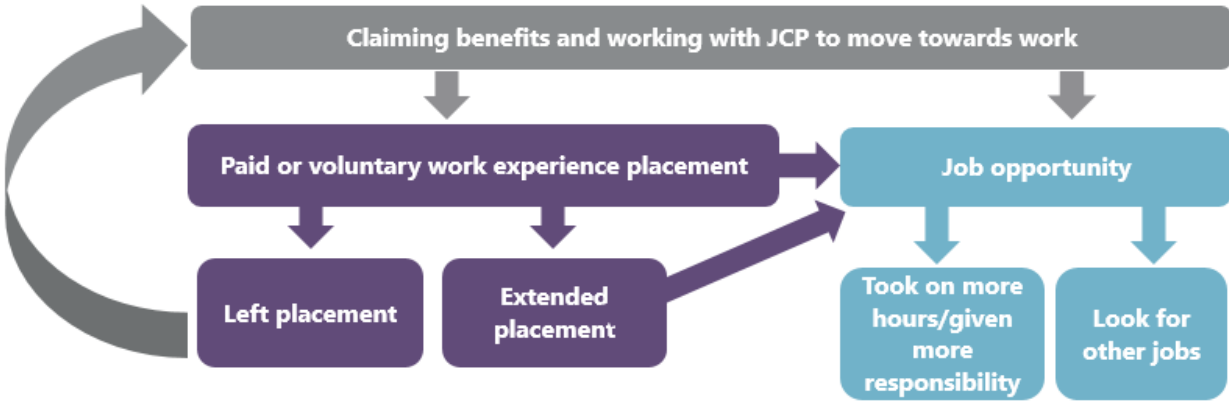 Claiming benefits and working with JCP to move towards work
Paid or voluntary work experience placement
Job opportunity
Left placement
Extended
placement
Took on more
hours/given
more
responsibility
Look for
other jobs